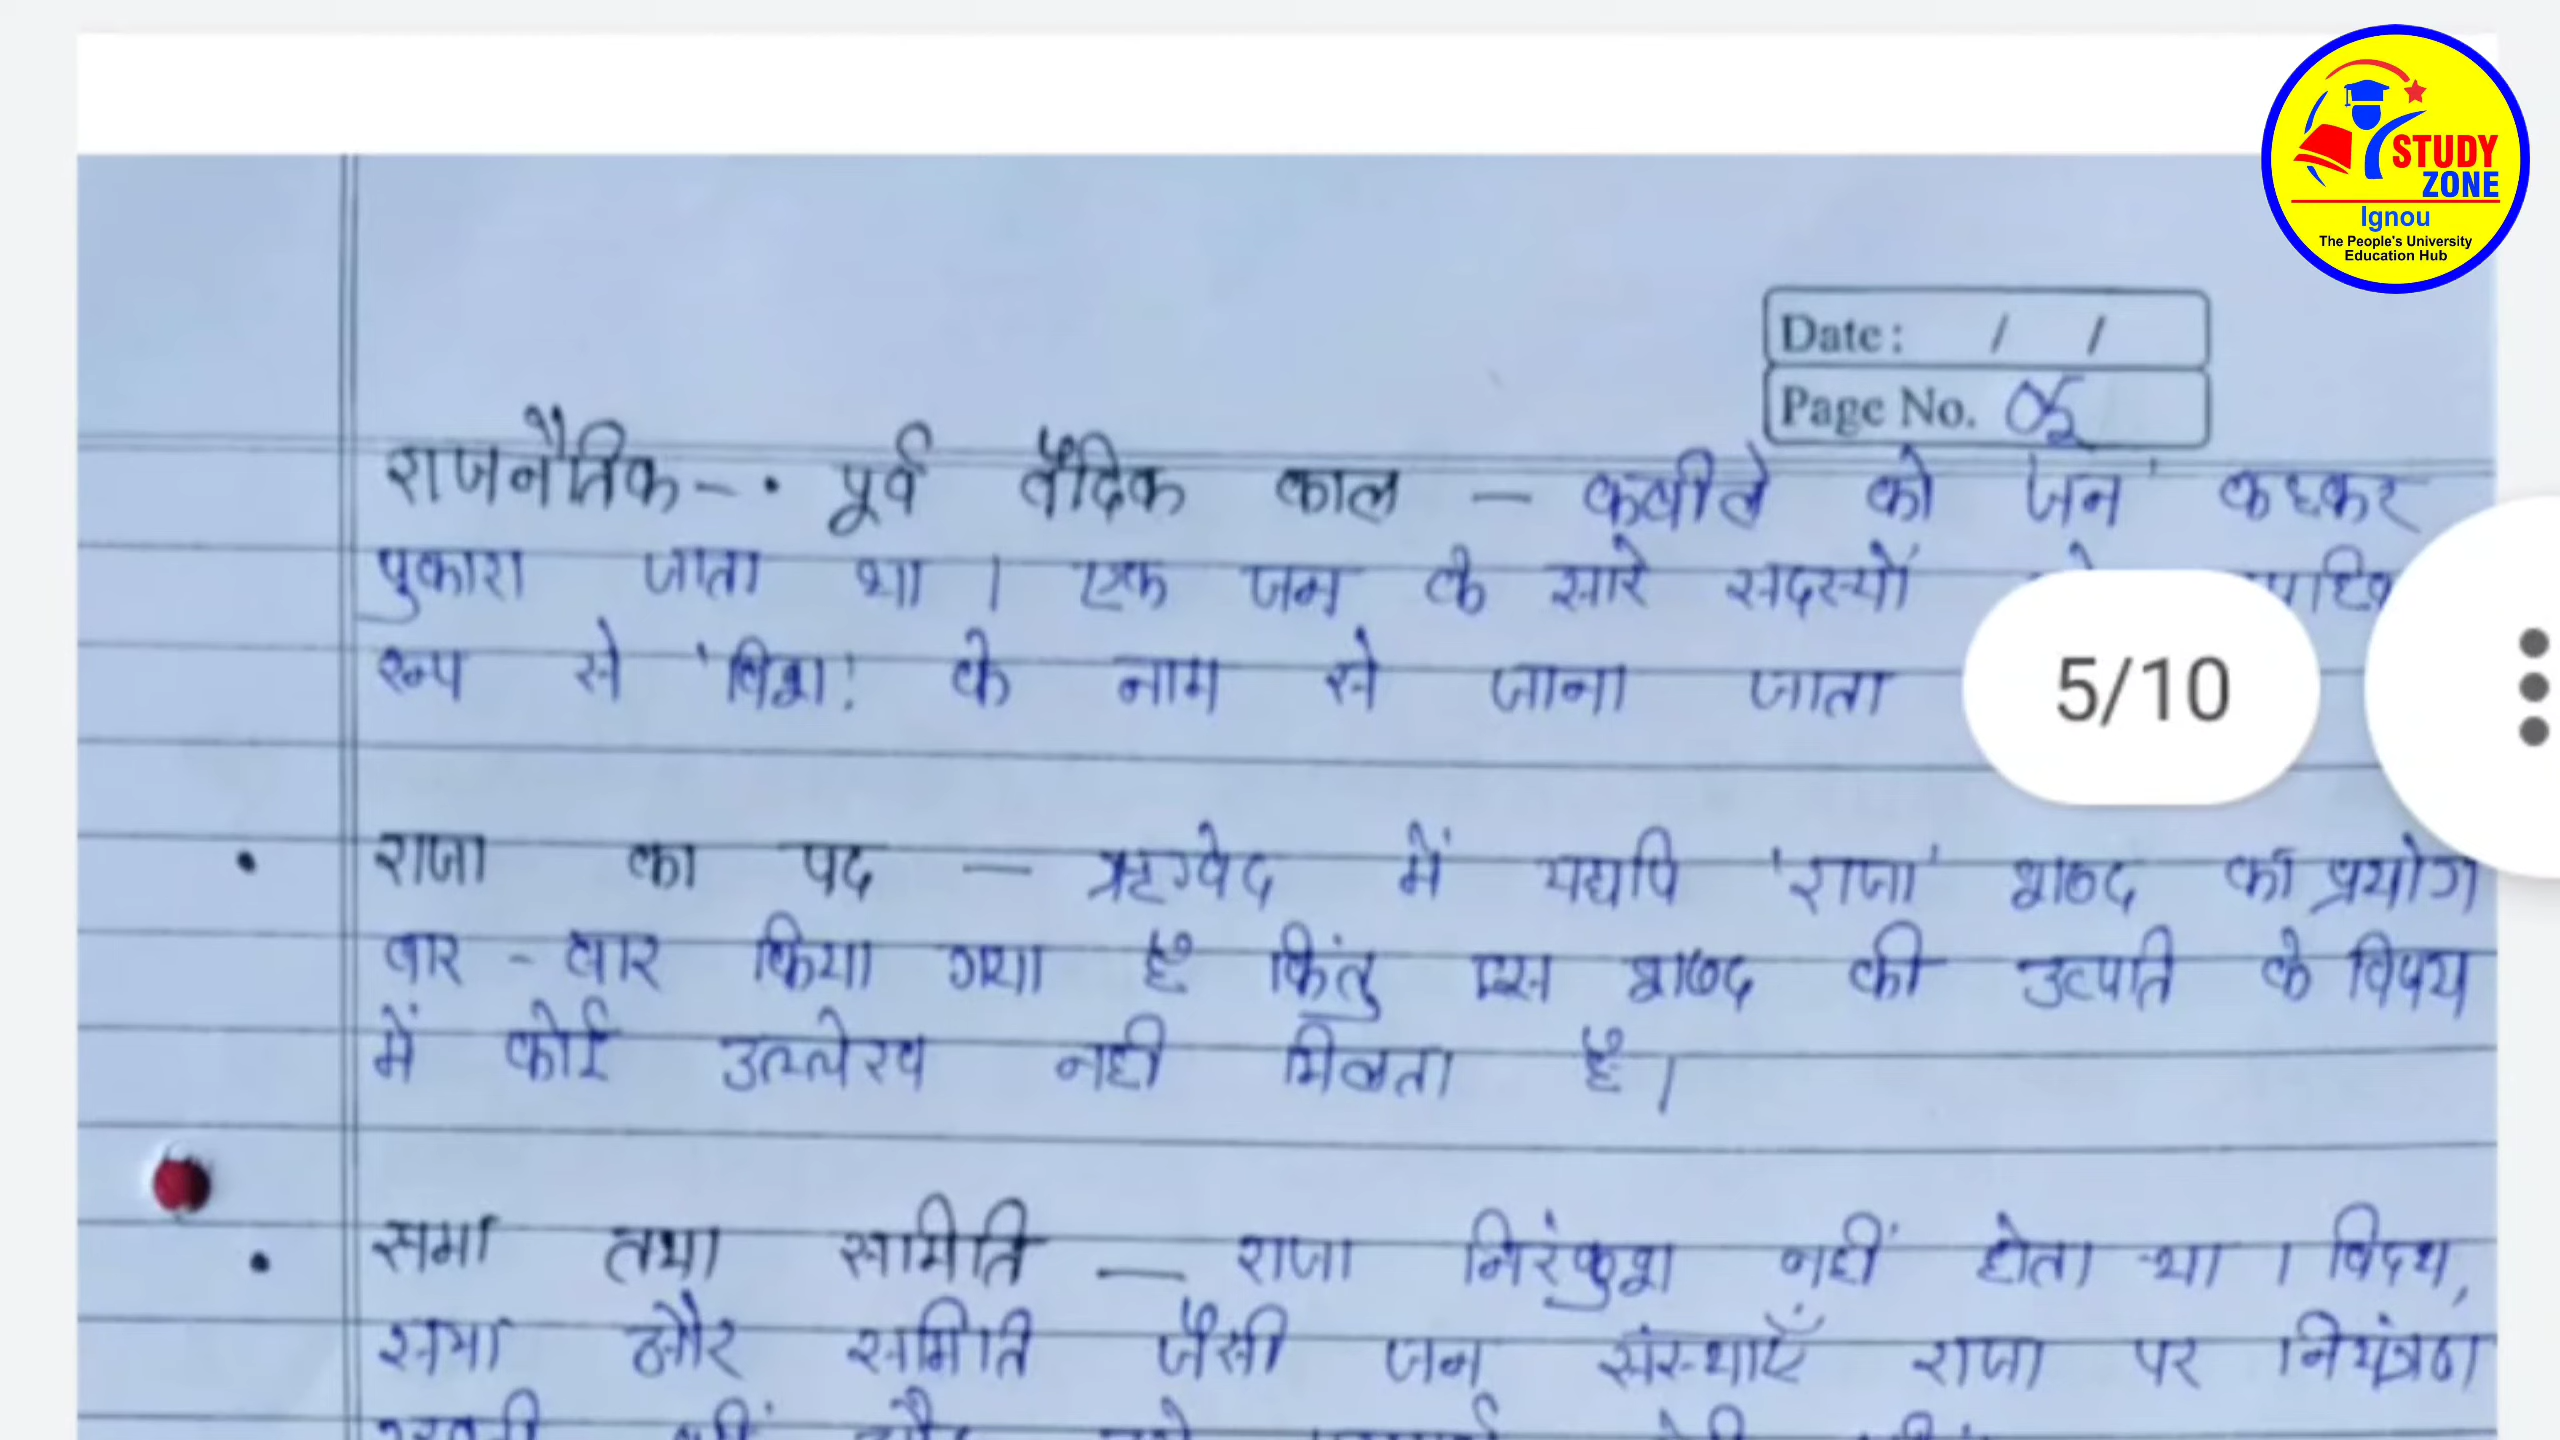 STUDY
ZONE
Ignou
The People's University
Education Hub
Date: / /
Page No. 05
राजनैतिक - • पूर्व वैदिक काल - कबीले को 'जन' कहकर
पुकारा जाता था । एक जन के सारे सदस्यों
रूप से 'विश' के नाम से जाना जाता
5/10
• राजा का पद - ऋग्वेद में यद्यपि 'राजा' शब्द का प्रयोग
बार - बार किया गया है किंतु इस शब्द की उत्पति के विषय
में कोई उल्लेख नही मिलता है।
• सभा तथा समिति - राजा निरंकुश नहीं होता था । विदथ,
सभा और समिति जैसी जन संस्थाएँ राजा पर नियंत्रण